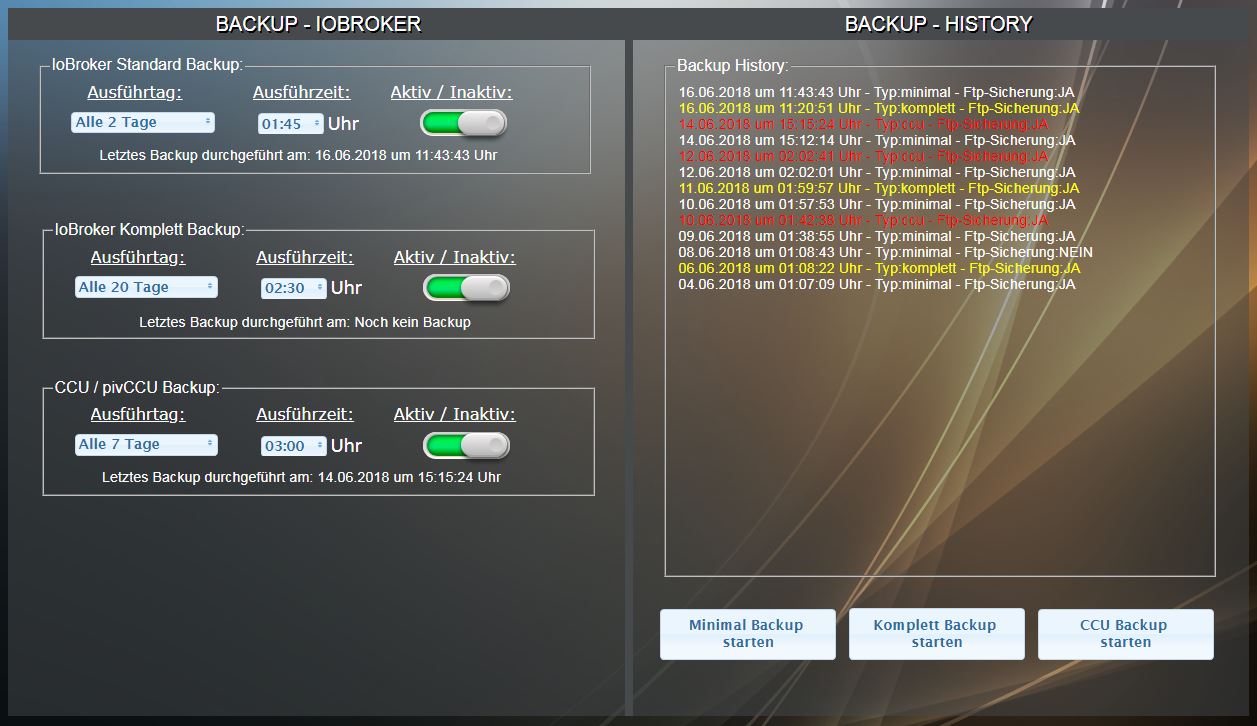 BACKUP - IOBROKER
IoBroker Standard Backup:
Ausführtag: Ausführzeit: Aktiv / Inaktiv:
Alle 2 Tage 01:45 Uhr
Letztes Backup durchgeführt am: 16.06.2018 um 11:43:43 Uhr
IoBroker Komplett Backup:
Ausführtag: Ausführzeit: Aktiv / Inaktiv:
Alle 20 Tage 02:30 Uhr
Letztes Backup durchgeführt am: Noch kein Backup
CCU / pivCCU Backup:
Ausführtag: Ausführzeit: Aktiv / Inaktiv:
Alle 7 Tage 03:00 Uhr
Letztes Backup durchgeführt am: 14.06.2018 um 15:15:24 Uhr
BACKUP - HISTORY
Backup History:
16.06.2018 um 11:43:43 Uhr - Typ:minimal - Ftp-Sicherung:JA
16.06.2018 um 11:20:51 Uhr - Typ:komplett - Ftp-Sicherung:JA
14.06.2018 um 15:15:24 Uhr - Typ:ccu - Ftp-Sicherung:JA
14.06.2018 um 15:12:14 Uhr - Typ:minimal - Ftp-Sicherung:JA
12.06.2018 um 02:02:41 Uhr - Typ:ccu - Ftp-Sicherung:JA
12.06.2018 um 02:02:01 Uhr - Typ:minimal - Ftp-Sicherung:JA
11.06.2018 um 01:59:57 Uhr - Typ:komplett - Ftp-Sicherung:JA
10.06.2018 um 01:57:53 Uhr - Typ:minimal - Ftp-Sicherung:JA
10.06.2018 um 01:42:38 Uhr - Typ:ccu - Ftp-Sicherung:JA
09.06.2018 um 01:38:55 Uhr - Typ:minimal - Ftp-Sicherung:JA
08.06.2018 um 01:08:43 Uhr - Typ:minimal - Ftp-Sicherung:NEIN
06.06.2018 um 01:08:22 Uhr - Typ:komplett - Ftp-Sicherung:JA
04.06.2018 um 01:07:09 Uhr - Typ:minimal - Ftp-Sicherung:JA
Minimal Backup
starten
Komplett Backup
starten
CCU Backup
starten